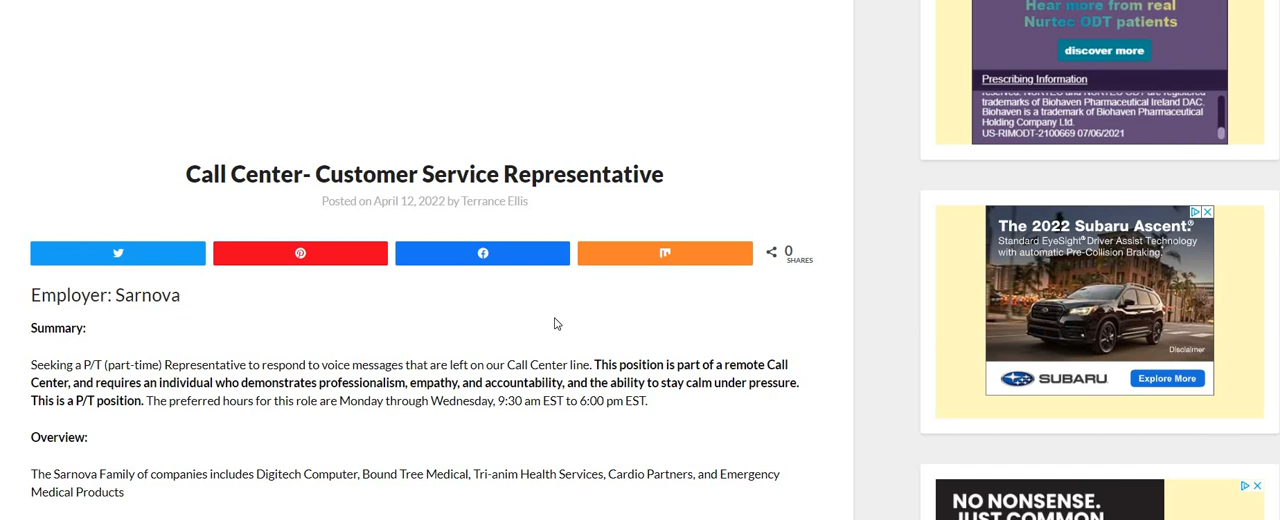 Hear more from real
Nurtec ODT patients
discover more
Prescribing Information
reserved. NURTEC and NURTEC ODT are registered
trademarks of Biohaven Pharmaceutical Ireland DAC.
Biohaven is a trademark of Biohaven Pharmaceutical
Holding Company Ltd.
US-RIMODT-2100669 07/06/2021
Call Center- Customer Service Representative
Posted on April 12, 2022 by Terrance Ellis
0
SHARES
Employer: Sarnova
Summary:
Seeking a P/T (part-time) Representative to respond to voice messages that are left on our Call Center line. This position is part of a remote Call
Center, and requires an individual who demonstrates professionalism, empathy, and accountability, and the ability to stay calm under pressure.
This is a P/T position. The preferred hours for this role are Monday through Wednesday, 9:30 am EST to 6:00 pm EST.
Overview:
The Sarnova Family of companies includes Digitech Computer, Bound Tree Medical, Tri-anim Health Services, Cardio Partners, and Emergency
Medical Products
The 2022 Subaru Ascent.®
Standard EyeSight® Driver Assist Technology
with automatic Pre-Collision Braking.
Disclaimer
SUBARU
Explore More
NO NONSENSE.
JUST COMMON